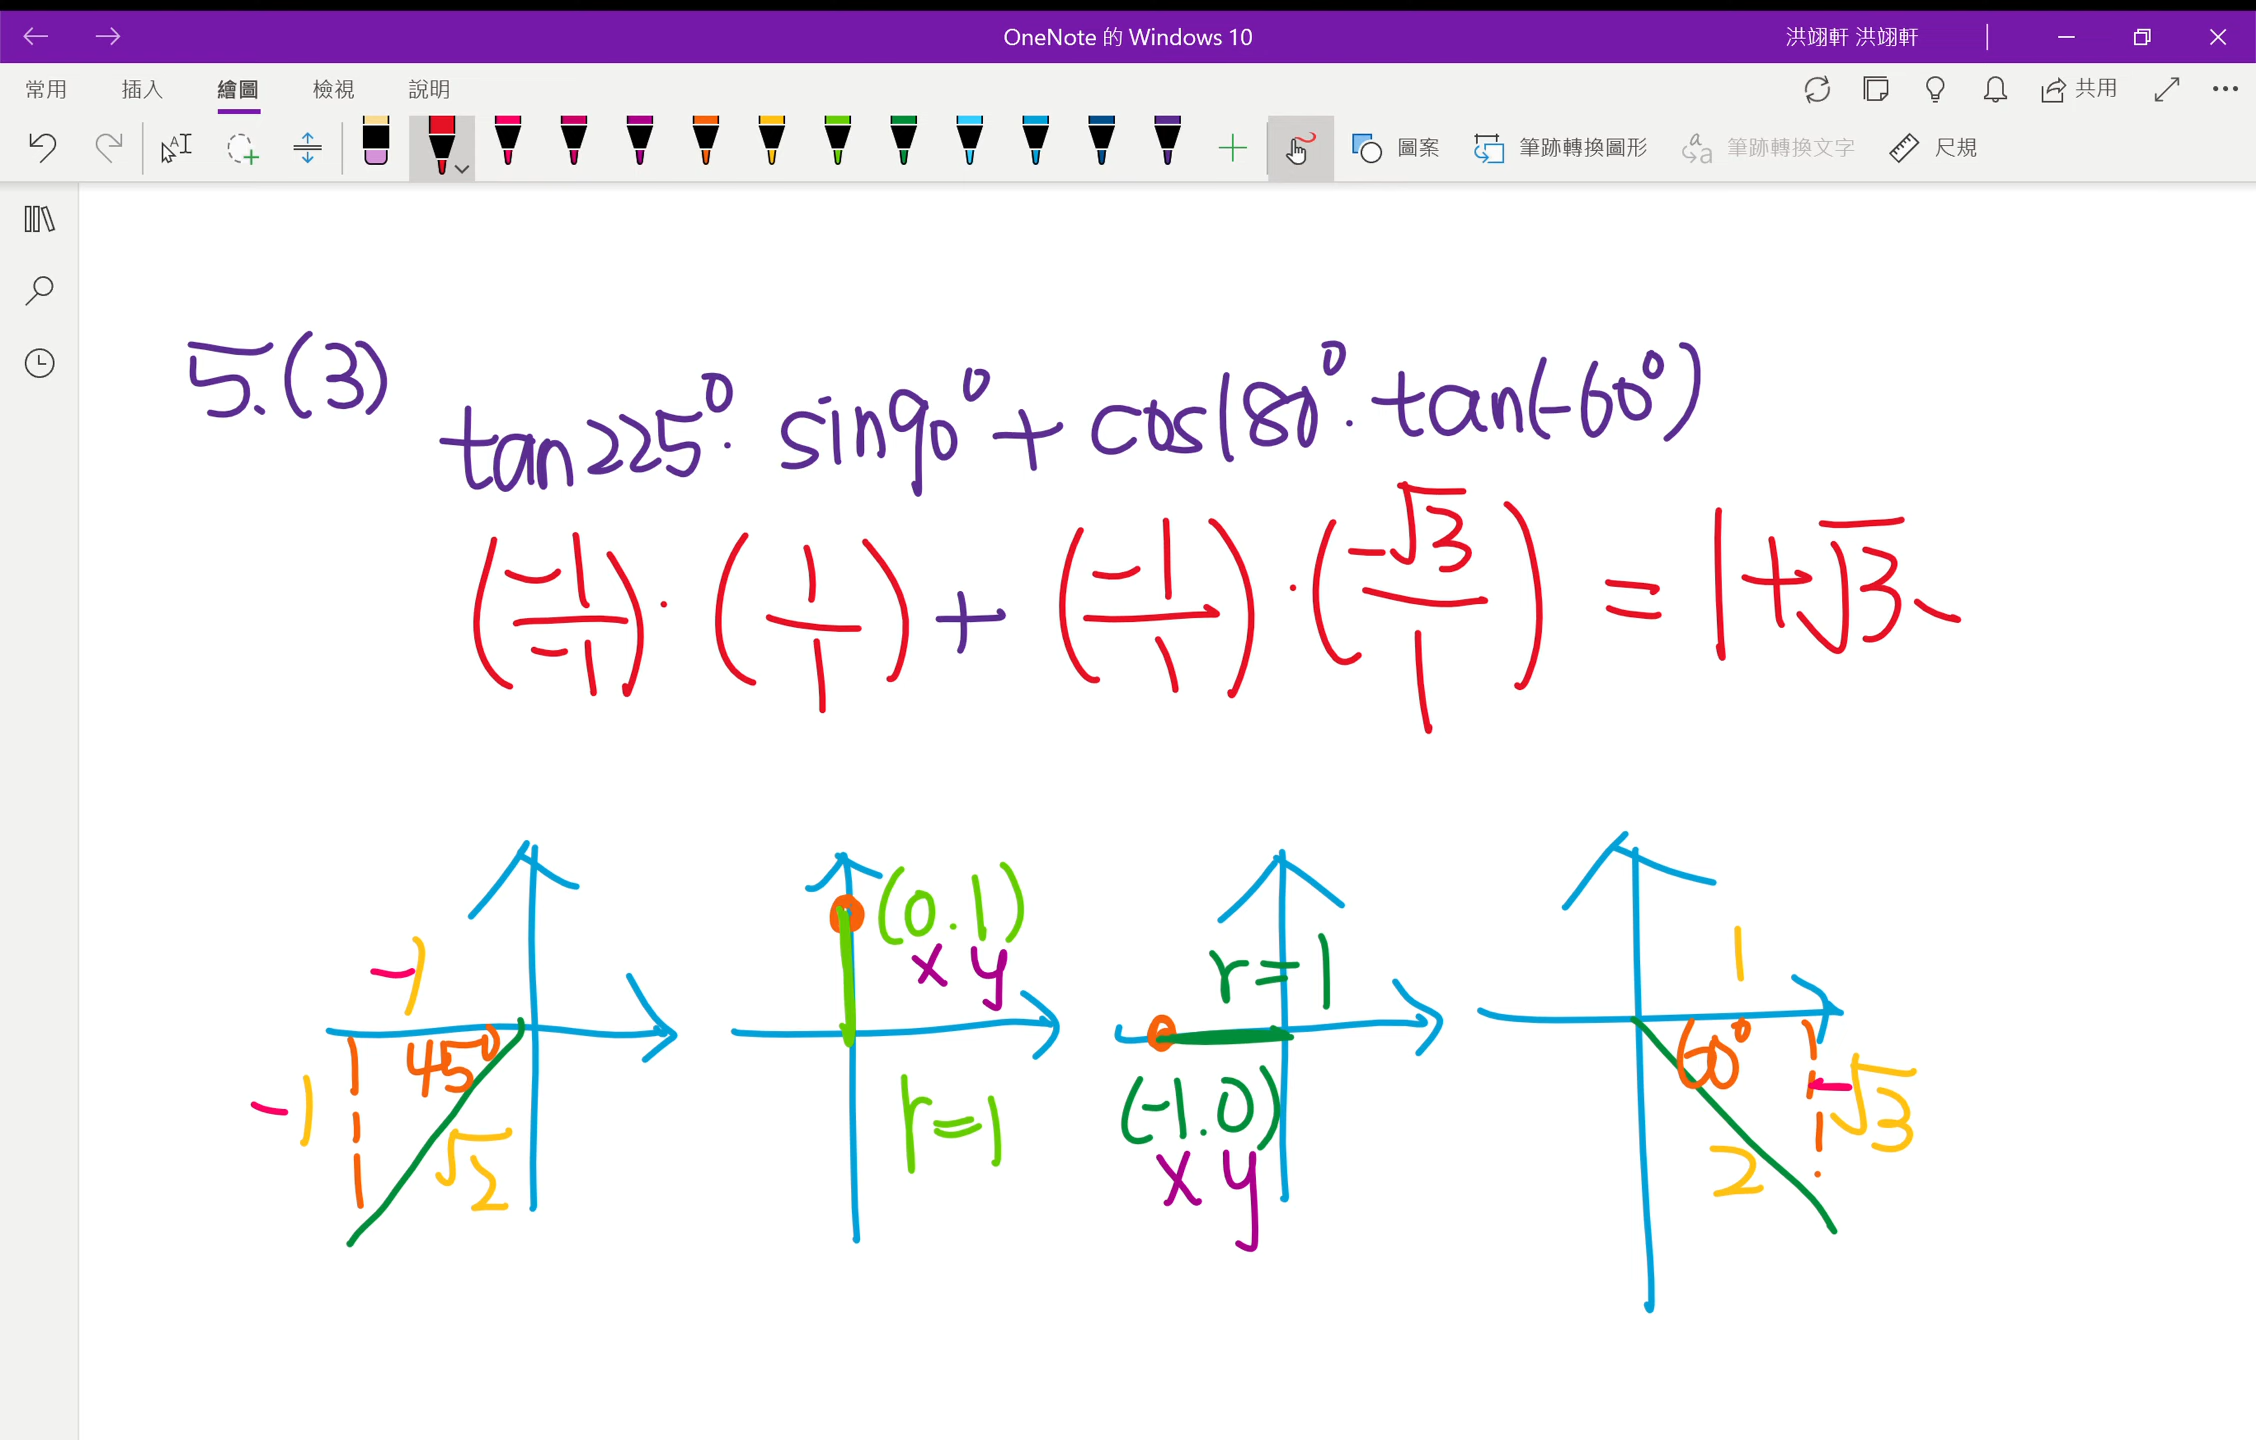 OneNote 的 Windows 10
洪翊軒 洪翊軒
常用 插入 繪圖 檢視 說明 共用
圖案 筆跡轉換圖形 筆跡轉換文字 尺規
5.(3) tan225°. sin90° + cos180°. tan(-60°)
(-1/-1)·(1/1)+(-1/1)·(-√3/1) = 1+√3
-1 (0.1) r=1 1
x y
45° 60°
-1 √2 r=1 (-1.0) 2 -√3
x y